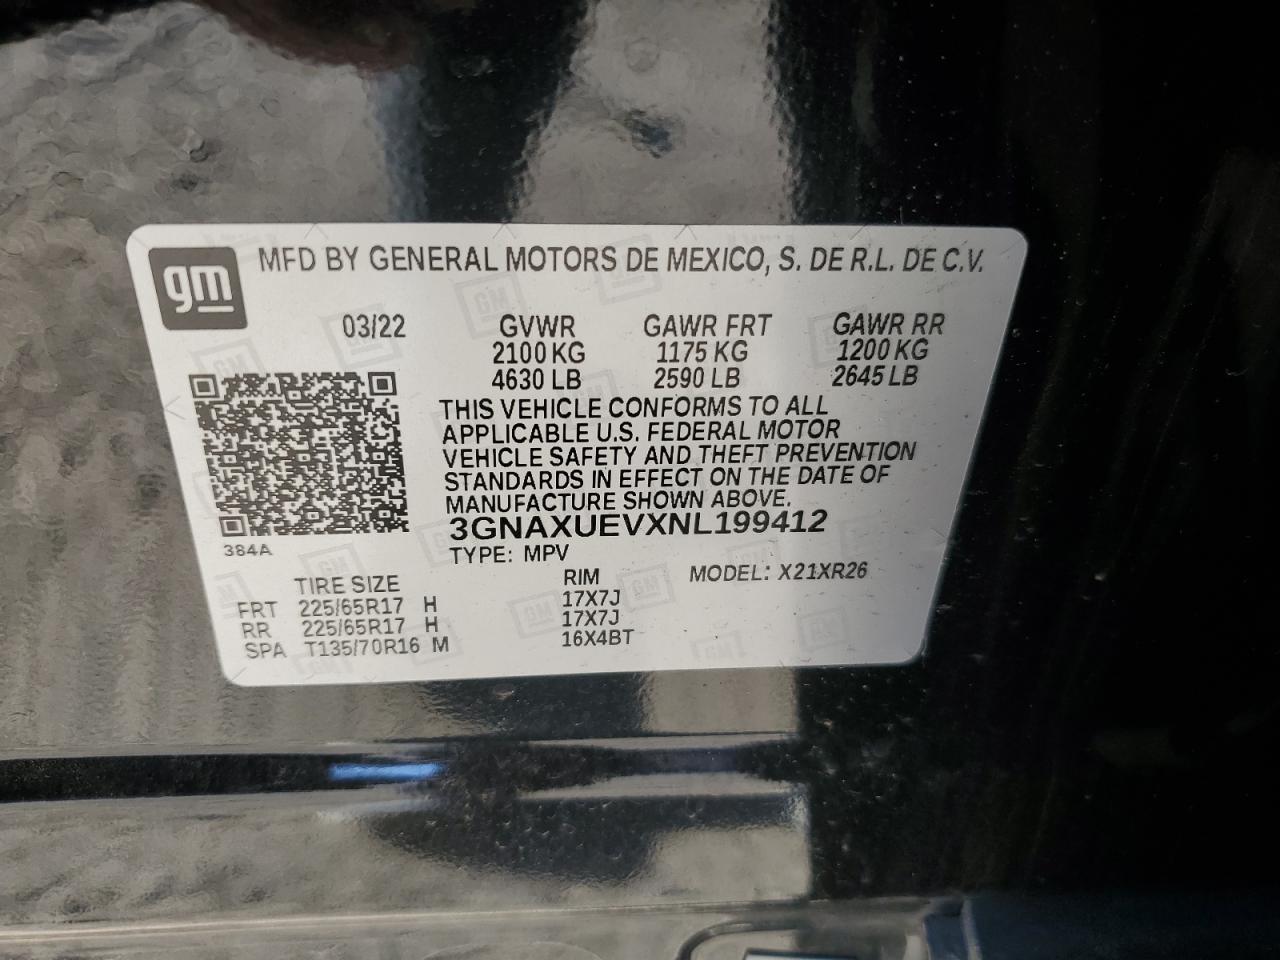 gm MFD BY GENERAL MOTORS DE MEXICO, S. DE R.L. DE C.V.
03/22 GVWR GAWR FRT GAWR RR
2100 KG 1175 KG 1200 KG
4630 LB 2590 LB 2645 LB
THIS VEHICLE CONFORMS TO ALL
APPLICABLE U.S. FEDERAL MOTOR
VEHICLE SAFETY AND THEFT PREVENTION
STANDARDS IN EFFECT ON THE DATE OF
MANUFACTURE SHOWN ABOVE.
3GNAXUEVXNL199412
384A
TYPE: MPV
MODEL: X21XR26
TIRE SIZE RIM
FRT 225/65R17 H 17X7J
RR 225/65R17 H 17X7J
SPA T135/70R16 M 16X4BT